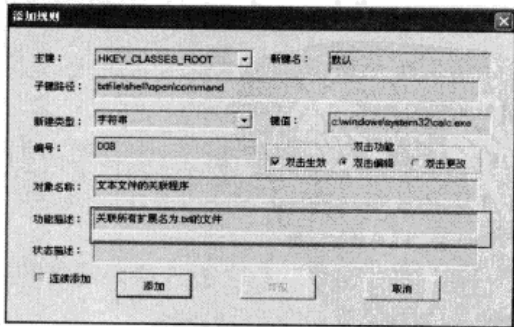 添加规则
主键： HKEY_CLASSES_ROOT 新建名： 默认
子键路径： txtfile\shell\open\command
新建类型： 字符串 键值： c:\windows\system32\calc.exe
编号： 008 双击功能
双击生效 双击编辑 双击更改
对象名称： 文本文件的关联程序
功能描述： 关联所有扩展名为.txt的文件
状态描述：
连续添加 添加 取消